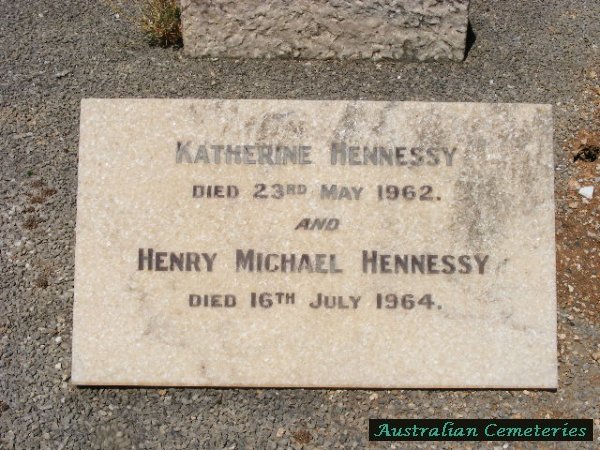 KATHERINE HENNESSY
DIED 23RD MAY 1962.
AND
HENRY MICHAEL HENNESSY
DIED 16TH JULY 1964.
Australian Cemeteries